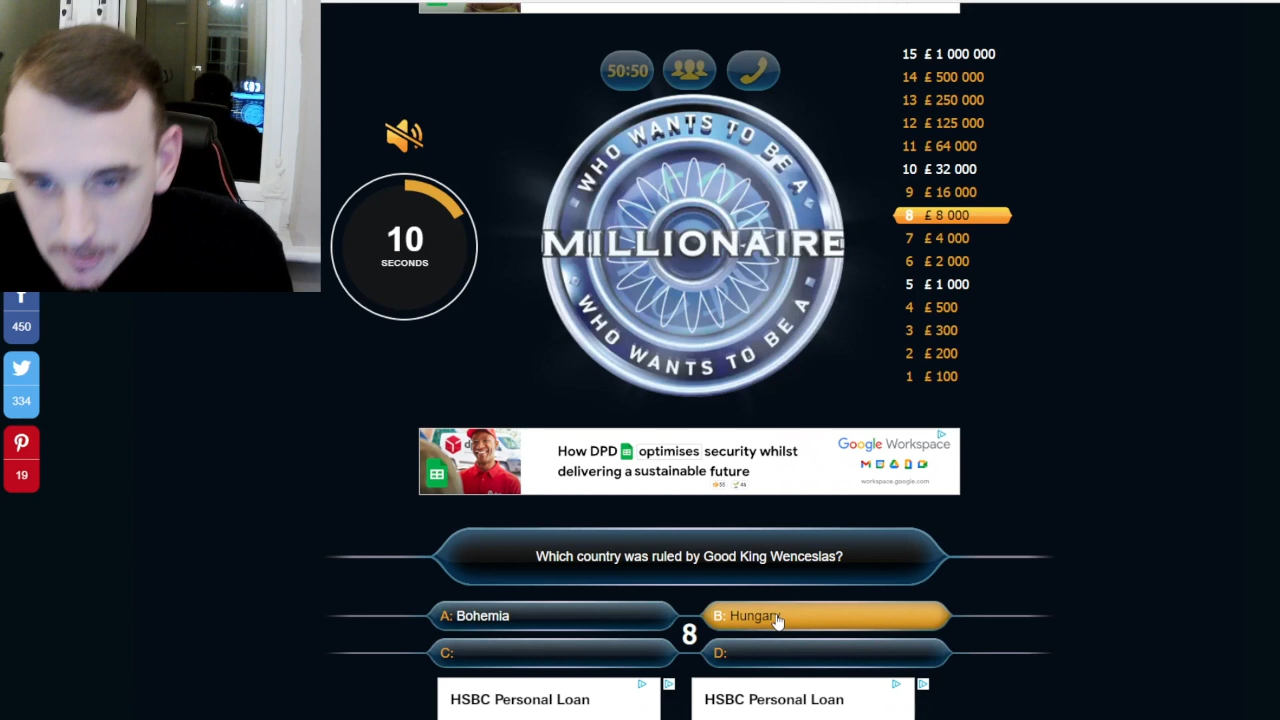 50:50
15 £ 1 000 000
14 £ 500 000
13 £ 250 000
12 £ 125 000
11 £ 64 000
10 £ 32 000
9 £ 16 000
8 £ 8 000
7 £ 4 000
6 £ 2 000
5 £ 1 000
4 £ 500
3 £ 300
2 £ 200
1 £ 100
10
SECONDS
WHO WANTS TO BE A
MILLIONAIRE
WHO WANTS TO BE A
f
450
334
19
How DPD optimises security whilst
delivering a sustainable future
Google Workspace
workspace.google.com
Which country was ruled by Good King Wenceslas?
A: Bohemia
B: Hungary
8
C:
D:
HSBC Personal Loan
HSBC Personal Loan